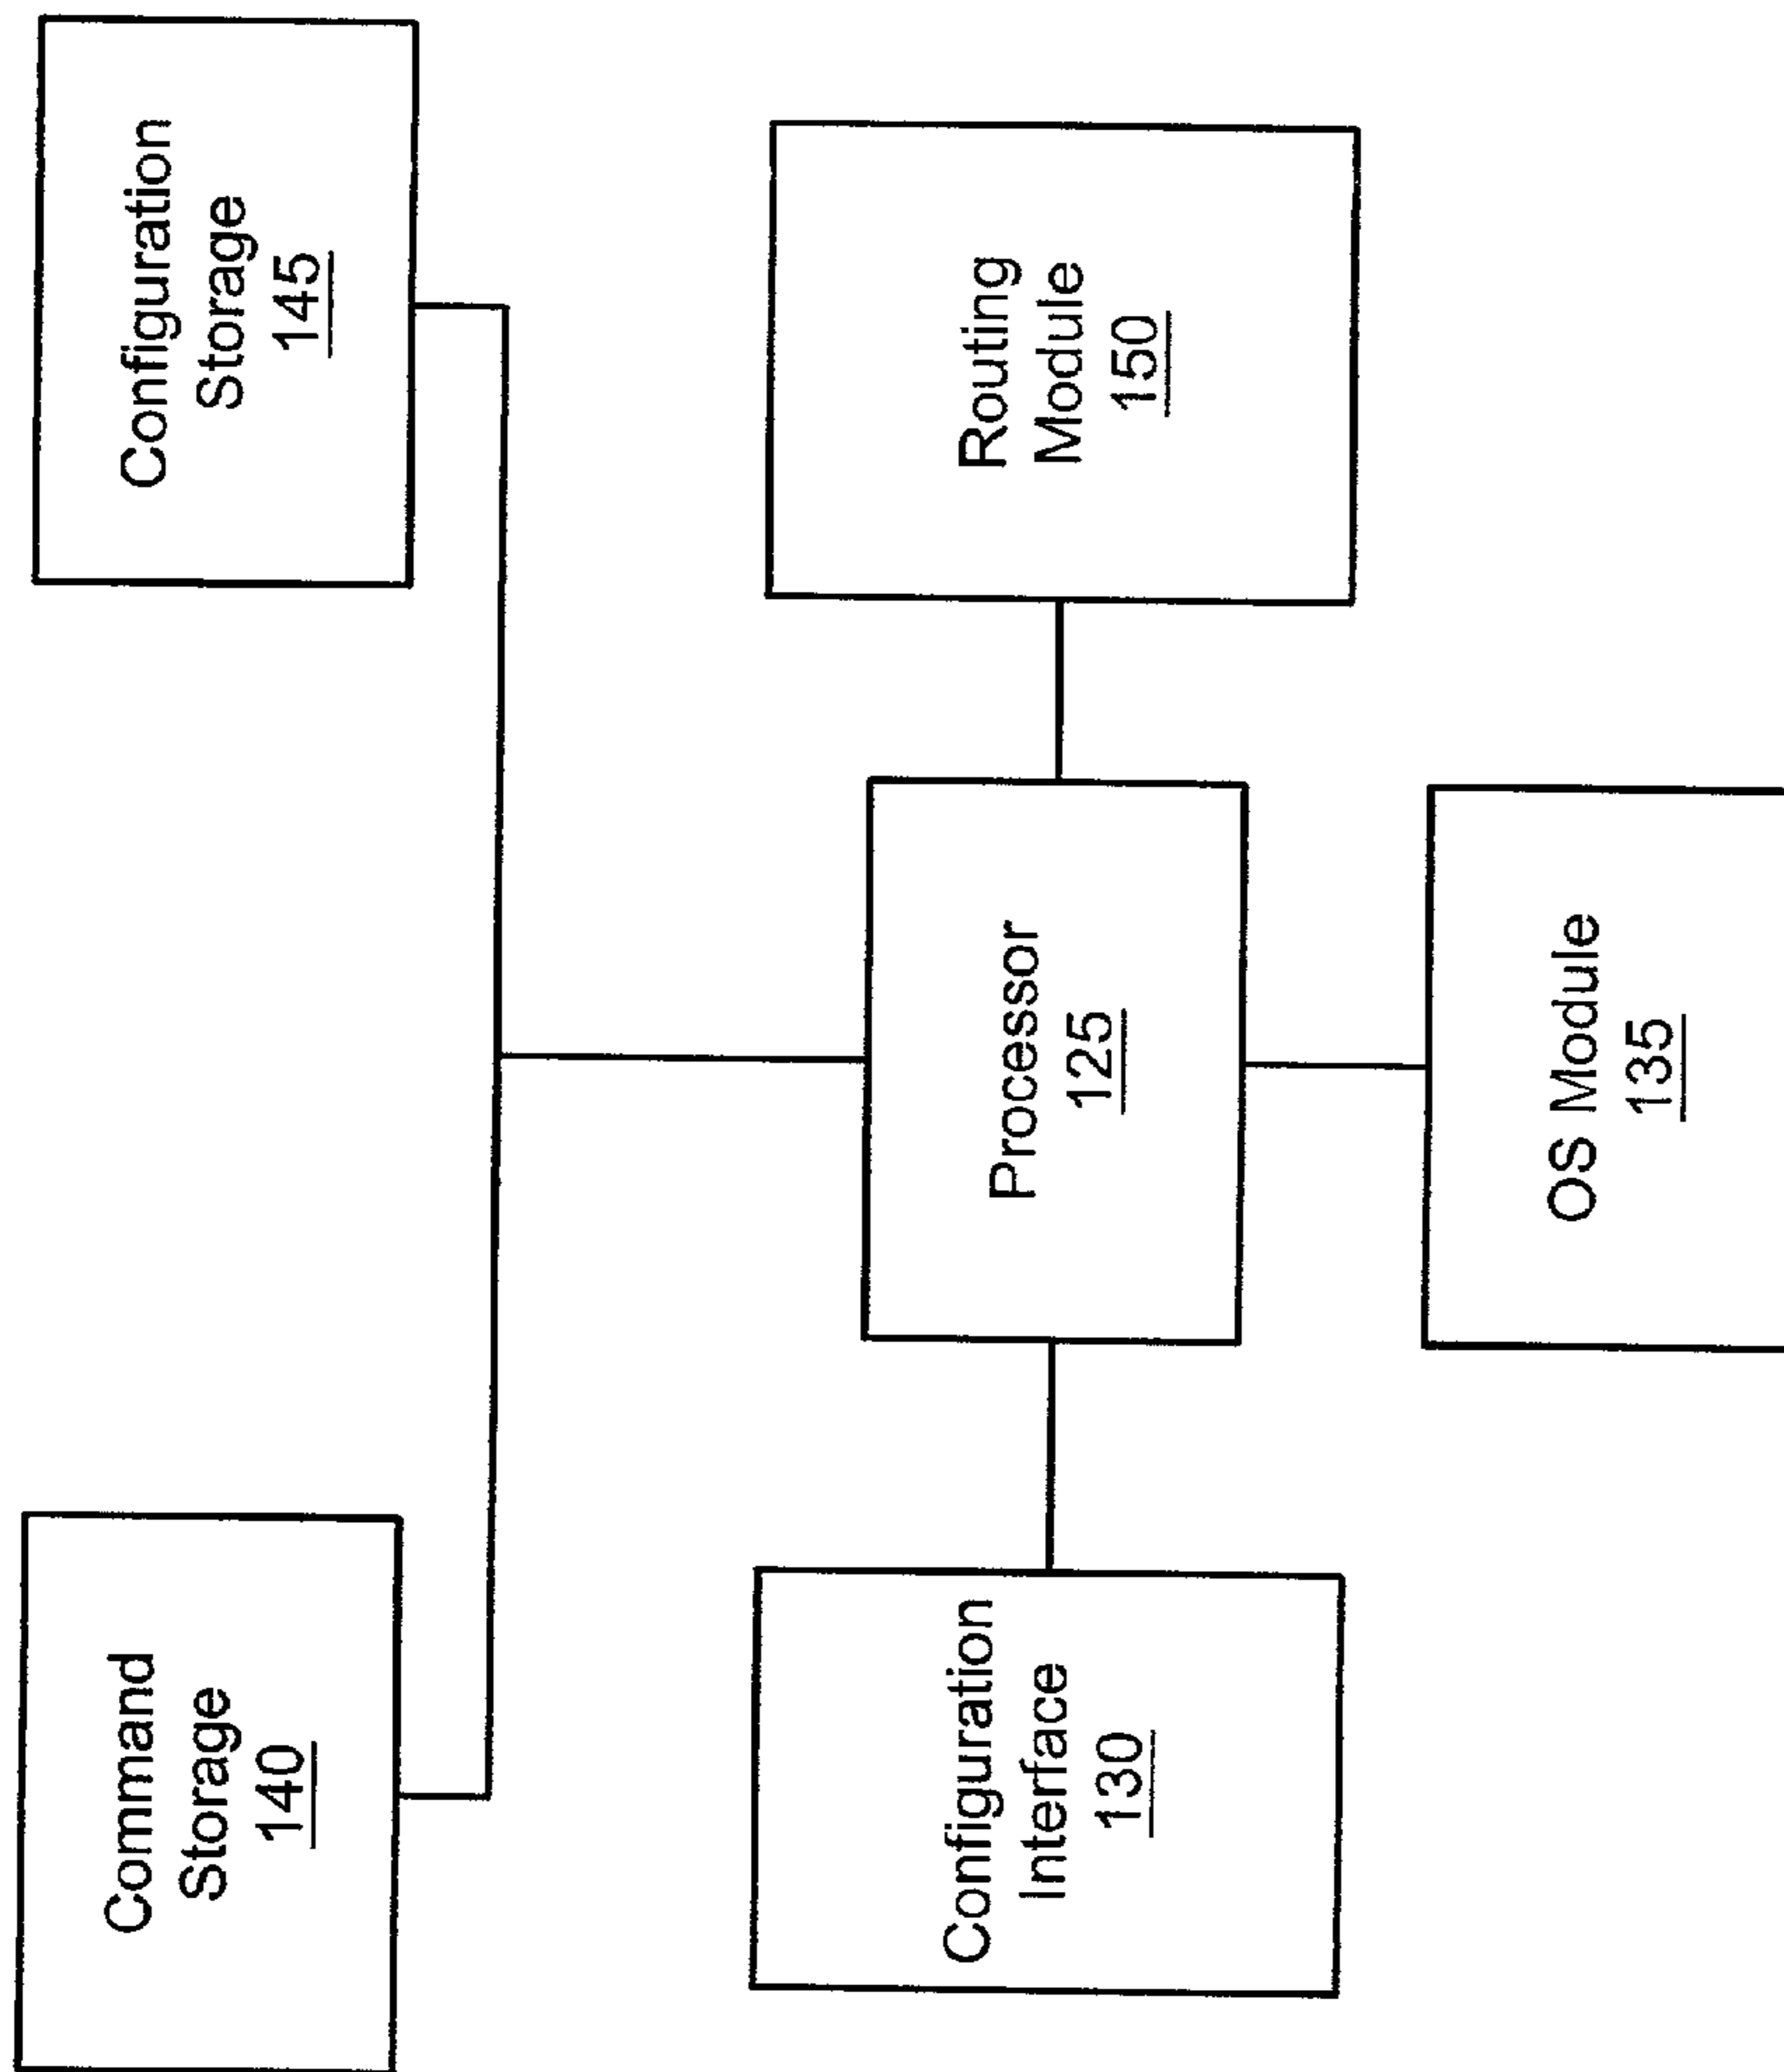 Command
Storage
140
Configuration
Storage
145
Configuration
Interface
130
Processor
125
Routing
Module
150
OS Module
135